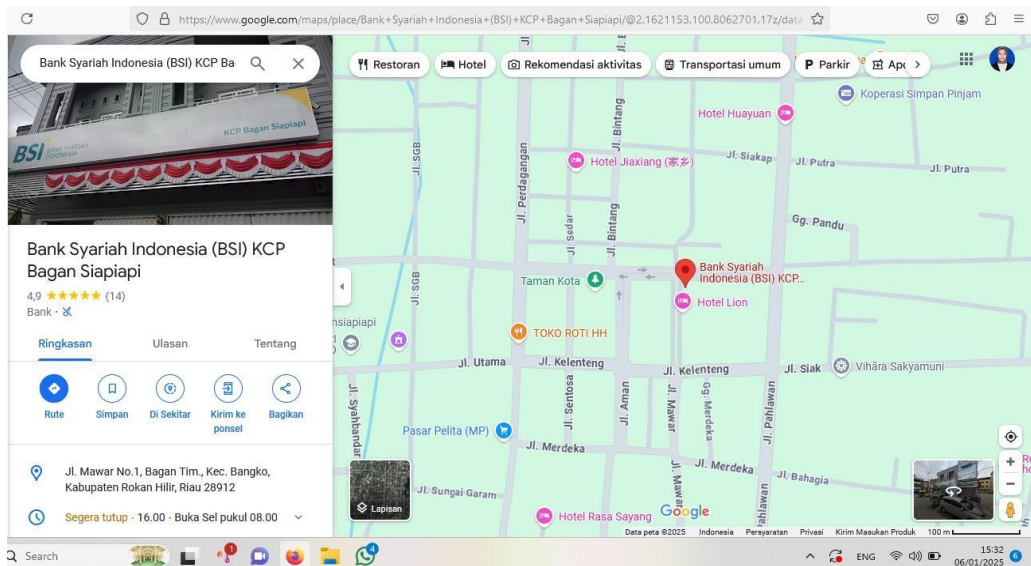 https://www.google.com/maps/place/Bank+Syariah+Indonesia+(BSI)+KCP+Bagan+Siapiapi/@2.1621153,100.8062701,17z/data
Bank Syariah Indonesia (BSI) KCP Ba
Restoran
Hotel
Rekomendasi aktivitas
Transportasi umum
P Parkir
BSI BANK SYARIAH INDONESIA
KCP Bagan Siapiapi
Bank Syariah Indonesia (BSI) KCP
Bagan Siapiapi
4,9 (14)
Bank ·
Ringkasan
Ulasan
Tentang
Rute
Simpan
Di Sekitar
Kirim ke
ponsel
Bagikan
Jl. Mawar No.1, Bagan Tim., Kec. Bangko,
Kabupaten Rokan Hilir, Riau 28912
Segera tutup · 16.00 · Buka Sel pukul 08.00
Koperasi Simpan Pinjam
Hotel Huayuan
Jl. Bintang
Jl. SGB
Jl. Perdagangan
Hotel Jiaxiang (家乡)
Jl. Siakap
Jl. Putra
Jl. Putra
Gg. Pandu
Jl. Sedar
Jl. Bintang
Bank Syariah
Indonesia (BSI) KCP...
Taman Kota
Jl. SGB
Hotel Lion
nsiapiapi
TOKO ROTI HH
Jl. Utama
Jl. Kelenteng
Jl. Kelenteng
Jl. Siak
Vihāra Sakyamuni
Jl. Syahbandar
Jl. Sentosa
Jl. Aman
Jl. Mawar
Gg. Merdeka
Jl. Pahlawan
Pasar Pelita (MP)
Jl. Merdeka
Jl. Merdeka
Jl. Mawar
Jl. Bahagia
Jl. Sungai Garam
Lapisan
Hotel Rasa Sayang
Google
ahlawan
Data peta ©2025
Indonesia
Persyaratan
Privasi
Kirim Masukan Produk
100 m
Search
9
4
ENG
15:32
06/01/2025
6